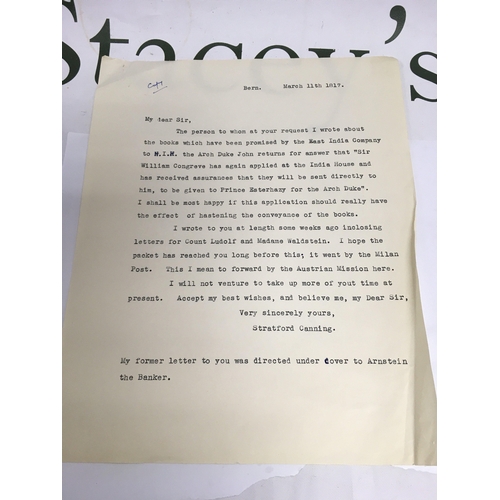 Stacey's
Copy
Bern. March 11th 1817.
My dear Sir,
The person to whom at your request I wrote about
the books which have been promised by the East India Company
to H.I.H. the Arch Duke John returns for answer that "Sir
William Congrave has again applied at the India House and
has received assurances that they will be sent directly to
him, to be given to Prince Esterhazy for the Arch Duke".
I shall be most happy if this application should really have
the effect of hastening the conveyance of the books.
I wrote to you at length some weeks ago inclosing
letters for Count Ludolf and Madame Waldstein. I hope the
packet has reached you long before this; it went by the Milan
Post. This I mean to forward by the Austrian Mission here.
I will not venture to take up more of yout time at
present. Accept my best wishes, and believe me, my Dear Sir,
Very sincerely yours,
Stratford Canning.
My former letter to you was directed under Cover to Arnstein
the Banker.